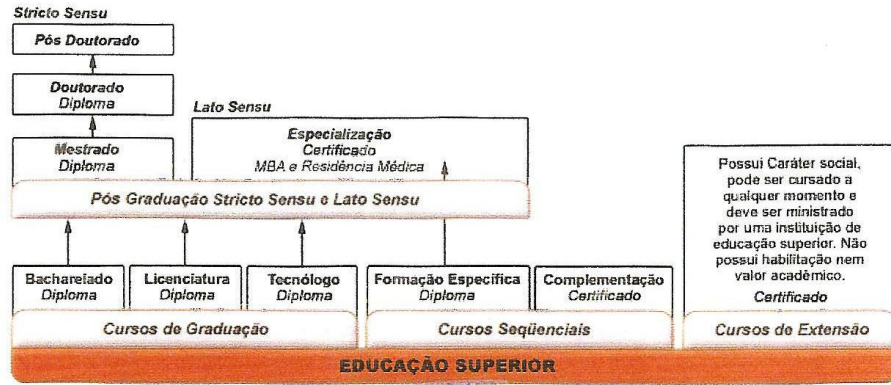 Stricto Sensu
Pós Doutorado
Doutorado
Diploma
Mestrado
Diploma
Lato Sensu
Especialização
Certificado
MBA e Residência Médica
Pós Graduação Stricto Sensu e Lato Sensu
Bacharelado
Diploma
Licenciatura
Diploma
Tecnólogo
Diploma
Cursos de Graduação
Formação Específica
Diploma
Complementação
Certificado
Cursos Seqüenciais
Possui Caráter social,
pode ser cursado a
qualquer momento e
deve ser ministrado
por uma instituição de
educação superior. Não
possui habilitação nem
valor acadêmico.
Certificado
Cursos de Extensão
EDUCAÇÃO SUPERIOR